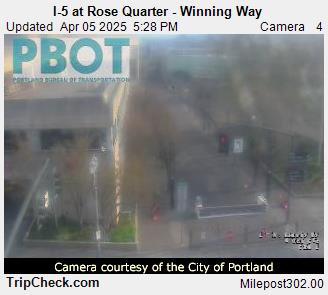 I-5 at Rose Quarter - Winning Way
Updated Apr 05 2025 5:28 PM Camera 4
PBOT
PORTLAND BUREAU OF TRANSPORTATION
Camera courtesy of the City of Portland
TripCheck.com Milepost302.00